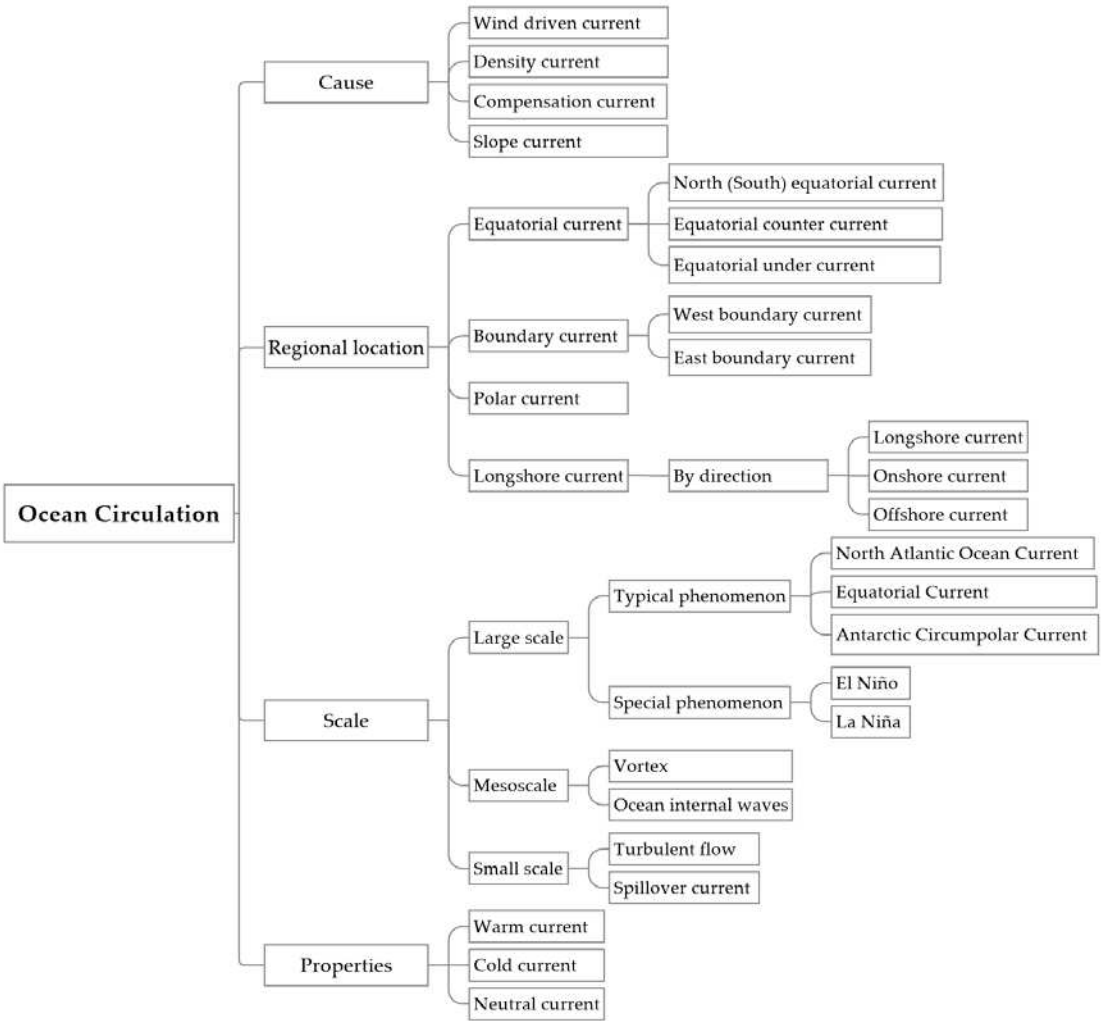 Ocean Circulation
Cause
Wind driven current
Density current
Compensation current
Slope current
Regional location
Equatorial current
North (South) equatorial current
Equatorial counter current
Equatorial under current
Boundary current
West boundary current
East boundary current
Polar current
Longshore current
By direction
Longshore current
Onshore current
Offshore current
Scale
Large scale
Typical phenomenon
North Atlantic Ocean Current
Equatorial Current
Antarctic Circumpolar Current
Special phenomenon
El Niño
La Niña
Mesoscale
Vortex
Ocean internal waves
Small scale
Turbulent flow
Spillover current
Properties
Warm current
Cold current
Neutral current